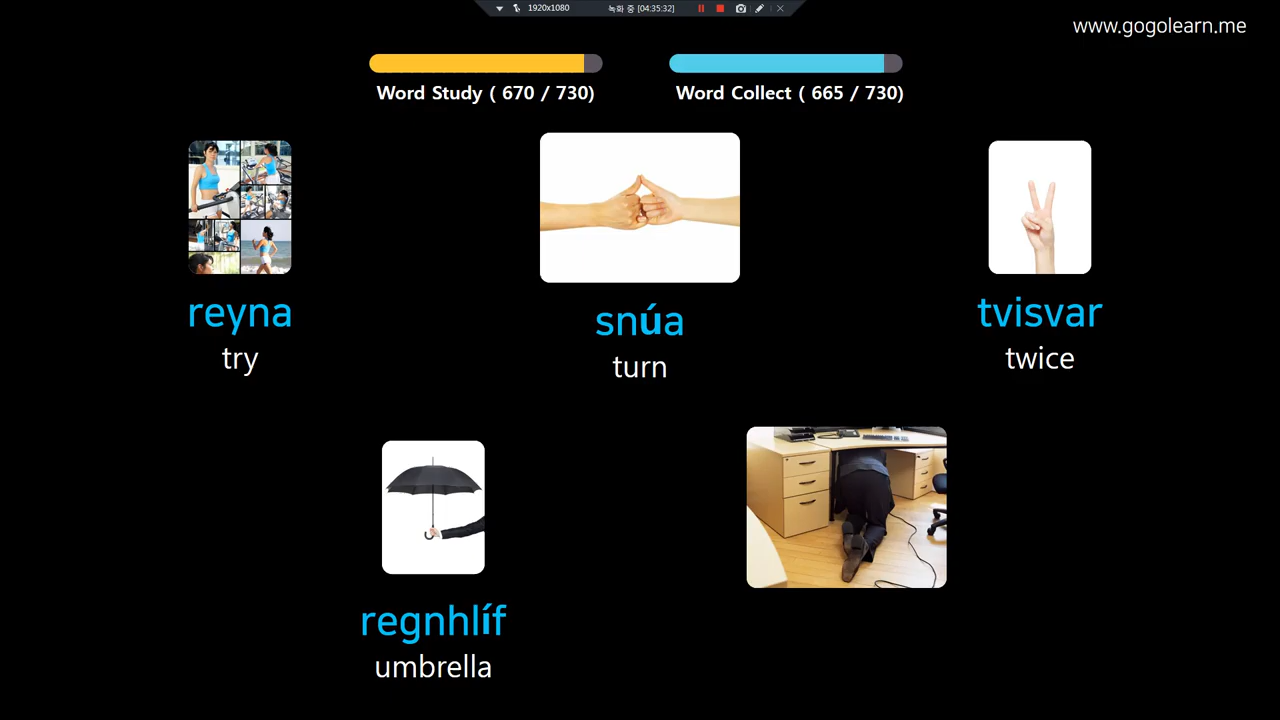 1920x1080
녹화 중 [04:35:32]
www.gogolearn.me
Word Study ( 670 / 730)
Word Collect ( 665 / 730)
reyna
try
snúa
turn
tvisvar
twice
regnhlíf
umbrella